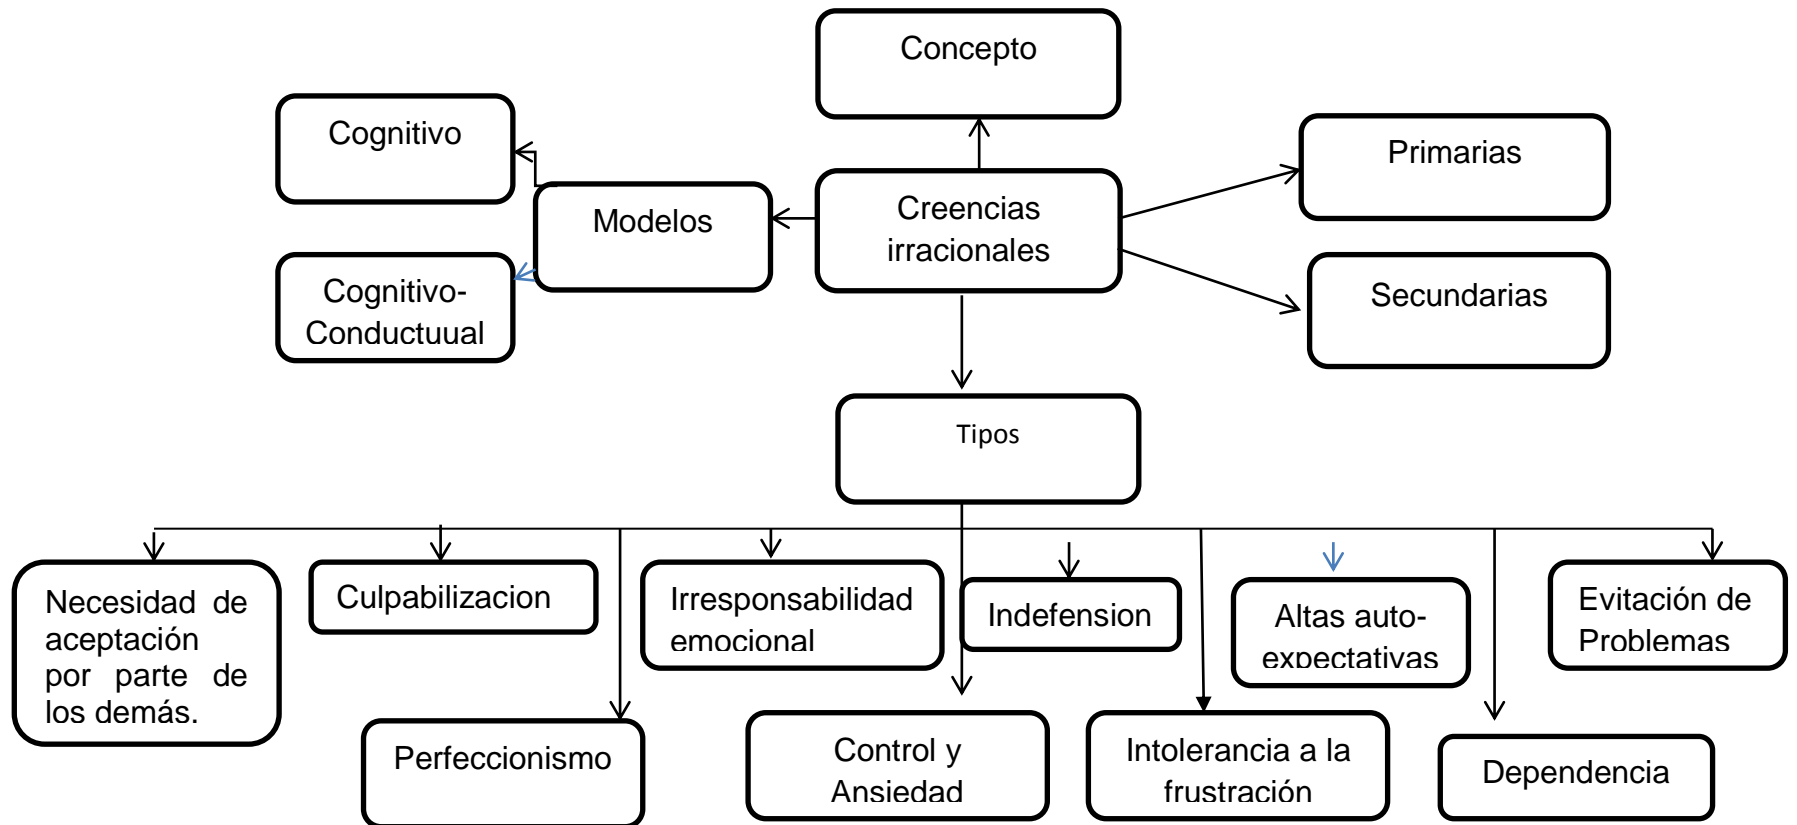 Concepto
Cognitivo
Primarias
Modelos
Creencias
irracionales
Cognitivo-
Conductuual
Secundarias
Tipos
Necesidad de
aceptación
por parte de
los demás.
Culpabilizacion
Irresponsabilidad
emocional
Indefension
Altas auto-
expectativas
Evitación de
Problemas
Perfeccionismo
Control y
Ansiedad
Intolerancia a la
frustración
Dependencia